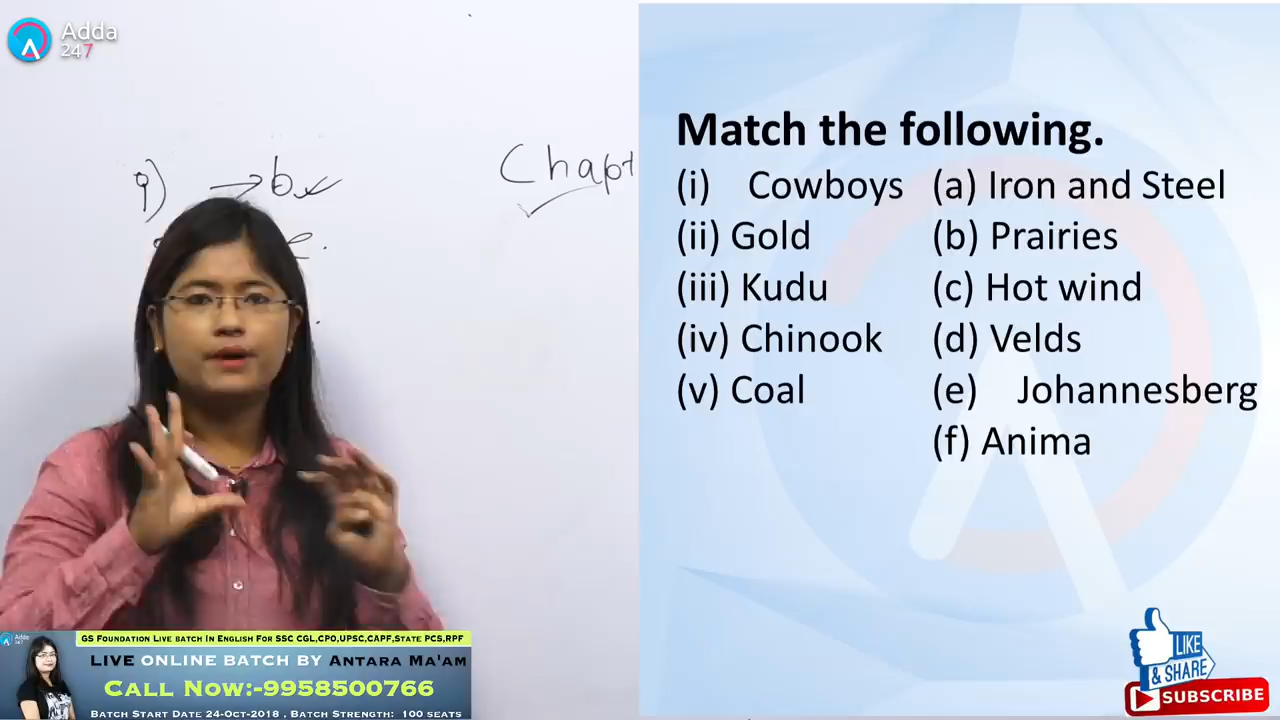 Adda
247
i) → b ✓
e.
Chapt
Match the following.
(i) Cowboys (a) Iron and Steel
(ii) Gold (b) Prairies
(iii) Kudu (c) Hot wind
(iv) Chinook (d) Velds
(v) Coal (e) Johannesberg
(f) Anima
Adda
247
GS Foundation Live batch In English For SSC CGL,CPO,UPSC,CAPF,State PCS,RPF
LIVE ONLINE BATCH BY Antara Ma'am
Call Now:-9958500766
Batch Start Date 24-Oct-2018 , Batch Strength: 100 seats
LIKE
& SHARE
SUBSCRIBE